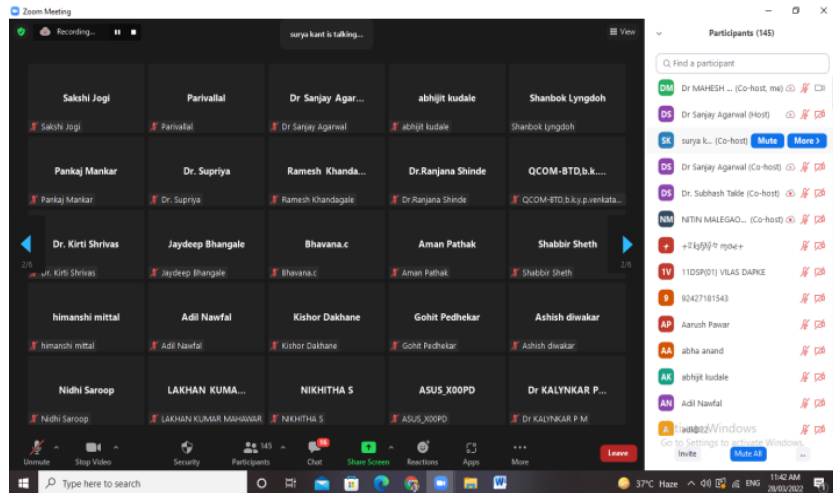 Zoom Meeting
Recording...
surya kant is talking...
View
Sakshi Jogi
Parivallal
Dr Sanjay Agar...
abhijit kudale
Shanbok Lyngdoh
Sakshi Jogi
Parivallal
Dr Sanjay Agarwal
abhijit kudale
Shanbok Lyngdoh
Pankaj Mankar
Dr. Supriya
Ramesh Khanda...
Dr.Ranjana Shinde
QCOM-BTD,b.k....
Pankaj Mankar
Dr. Supriya
Ramesh Khandagale
Dr.Ranjana Shinde
QCOM-BTD,b.k.y.p.venkata...
Dr. Kirti Shrivas
Jaydeep Bhangale
Bhavana.c
Aman Pathak
Shabbir Sheth
2/6
2/6
Dr. Kirti Shrivas
Jaydeep Bhangale
Bhavana.c
Aman Pathak
Shabbir Sheth
himanshi mittal
Adil Nawfal
Kishor Dakhane
Gohit Pedhekar
Ashish diwakar
himanshi mittal
Adil Nawfal
Kishor Dakhane
Gohit Pedhekar
Ashish diwakar
Nidhi Saroop
LAKHAN KUMA...
NIKHITHA S
ASUS_X00PD
Dr KALYNKAR P...
Nidhi Saroop
LAKHAN KUMAR MAHAWAR
NIKHITHA S
ASUS_X00PD
Dr KALYNKAR P M
Unmute
Stop Video
Security
Participants
145
Chat
16
Share Screen
Reactions
Apps
More
Leave
Participants (145)
Find a participant
DM Dr MAHESH ... (Co-host, me)
DS Dr Sanjay Agarwal (Host)
SK surya k... (Co-host) Mute More >
DS Dr Sanjay Agarwal (Co-host)
DS Dr. Subhash Takle (Co-host)
NM NITIN MALEGAO... (Co-host)
1V 11DSP(01) VILAS DAPKE
9 92427181543
AP Aarush Pawar
AA abha anand
AK abhijit kudale
AN Adil Nawfal
Go to Settings to activate Windows.
Invite
Mute All
...
Type here to search
37°C Haze
ENG
11:42 AM
28/03/2022